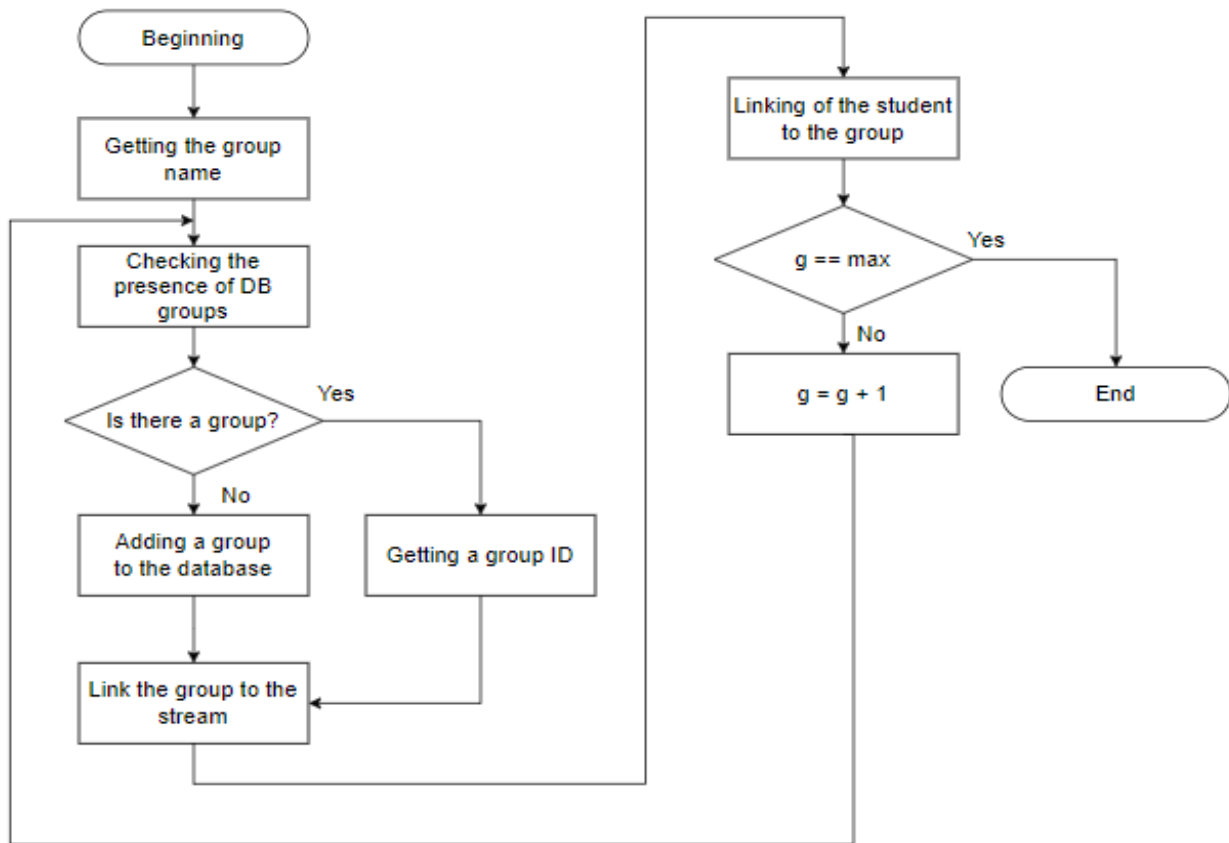 Beginning
Getting the group
name
Checking the
presence of DB
groups
Is there a group?
Yes
No
Adding a group
to the database
Getting a group ID
Link the group to the
stream
Linking of the student
to the group
g == max
Yes
No
g = g + 1
End